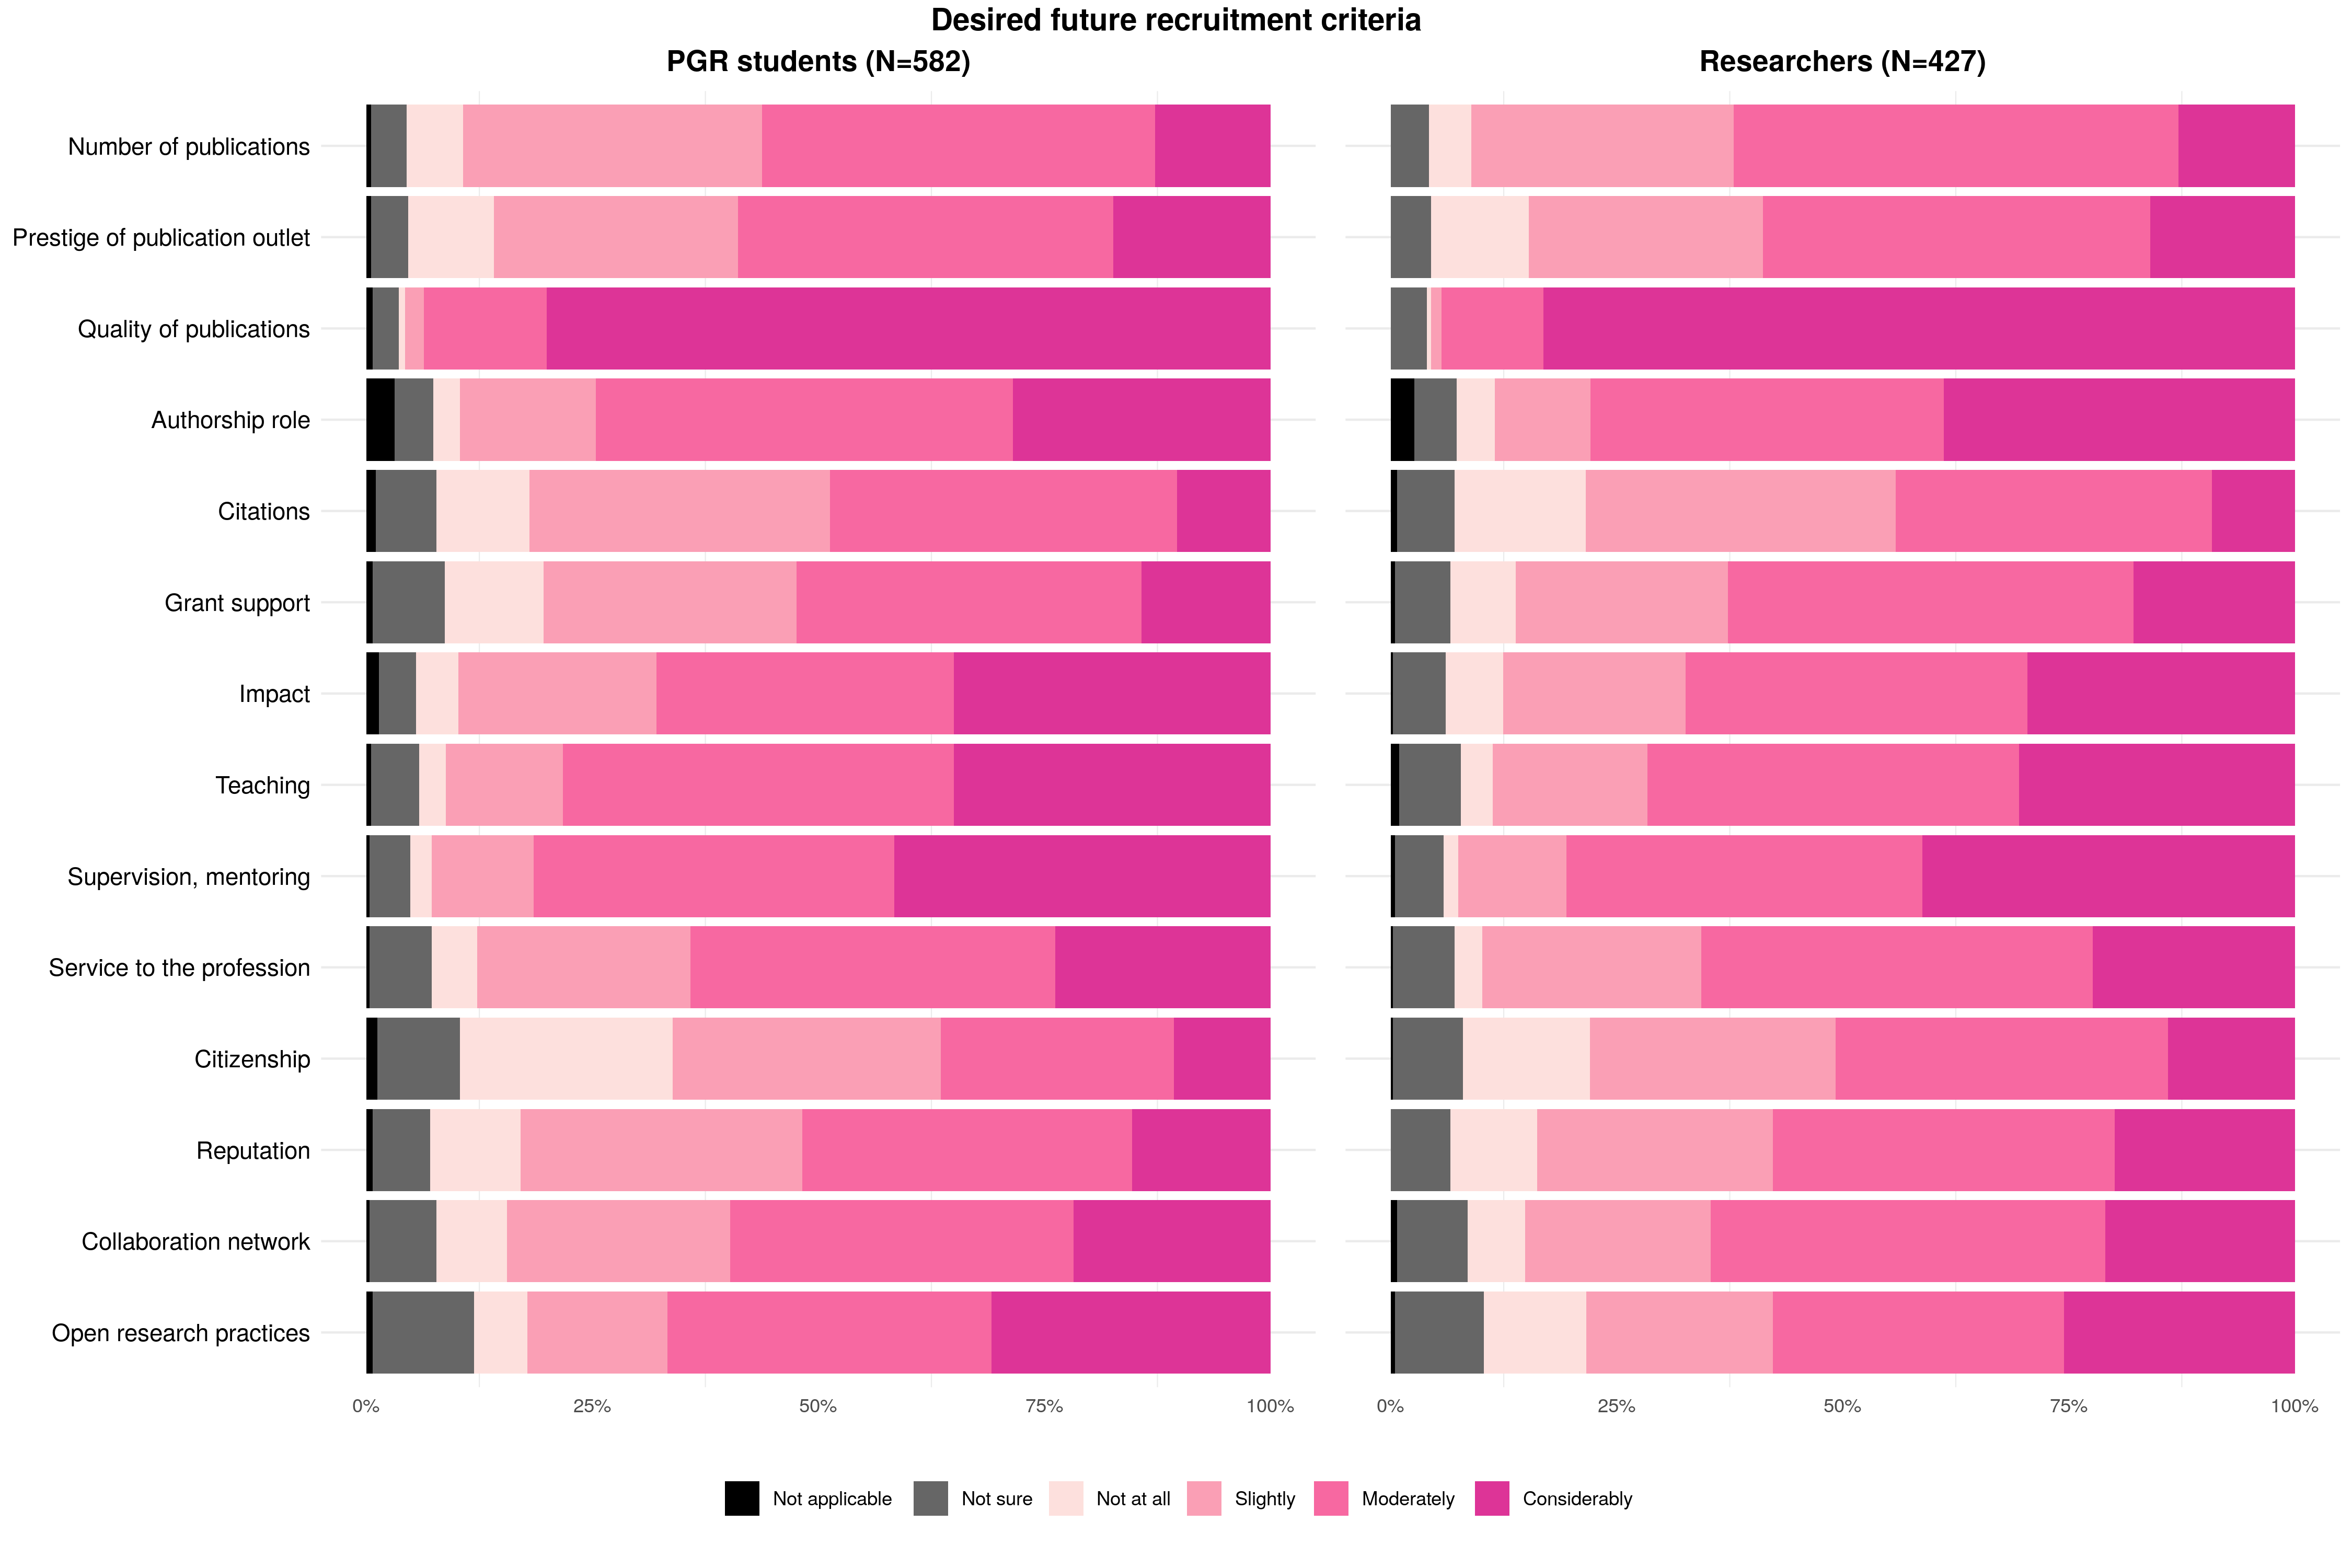 Desired future recruitment criteria
PGR students (N=582)
Researchers (N=427)
Number of publications
Prestige of publication outlet
Quality of publications
Authorship role
Citations
Grant support
Impact
Teaching
Supervision, mentoring
Service to the profession
Citizenship
Reputation
Collaboration network
Open research practices
0% 25% 50% 75% 100%
0% 25% 50% 75% 100%
Not applicable Not sure Not at all Slightly Moderately Considerably